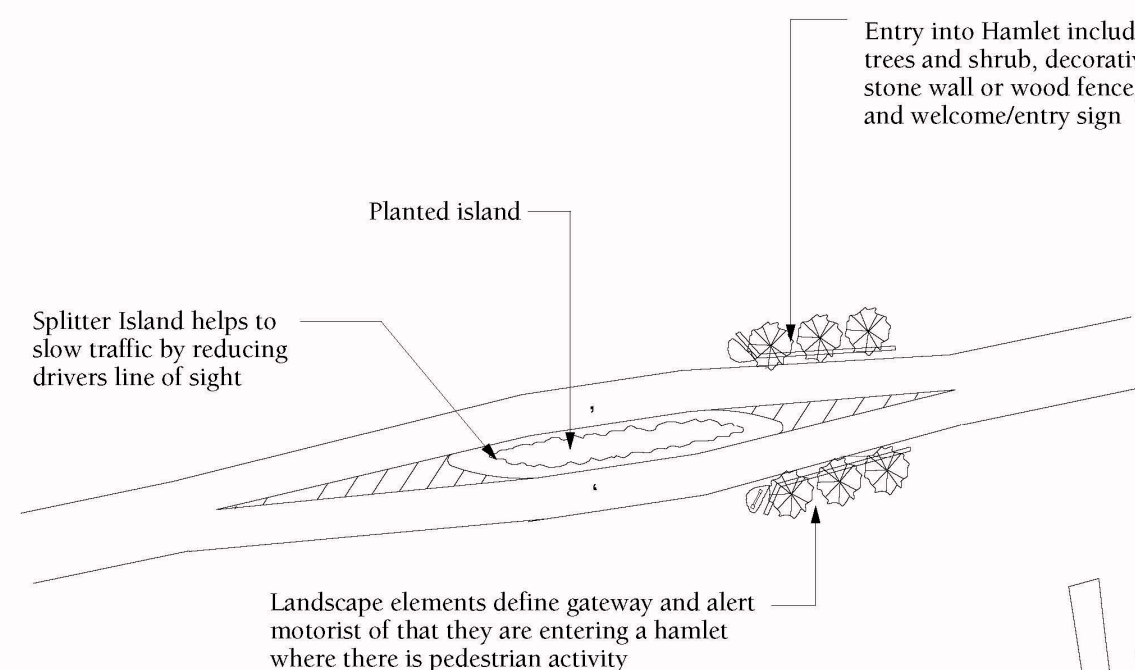 Entry into Hamlet includ
trees and shrub, decorativ
stone wall or wood fence
and welcome/entry sign
Planted island
Splitter Island helps to
slow traffic by reducing
drivers line of sight
Landscape elements define gateway and alert
motorist of that they are entering a hamlet
where there is pedestrian activity